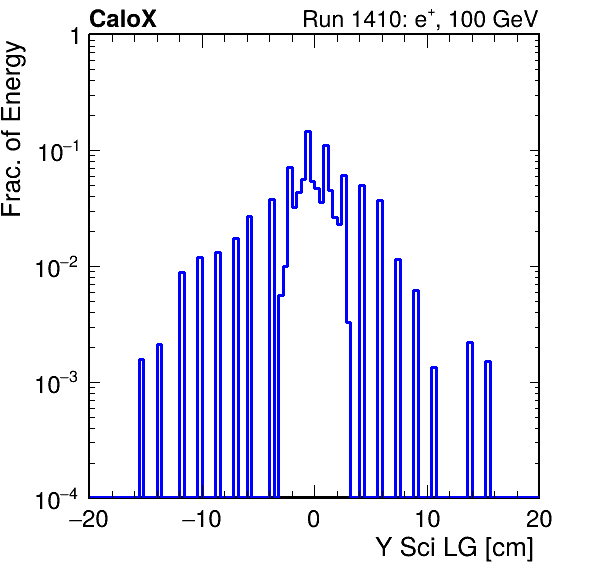 CaloX Run 1410: e⁺, 100 GeV
Frac. of Energy
1
10⁻¹
10⁻²
10⁻³
10⁻⁴
−20 −10 0 10 20
Y Sci LG [cm]